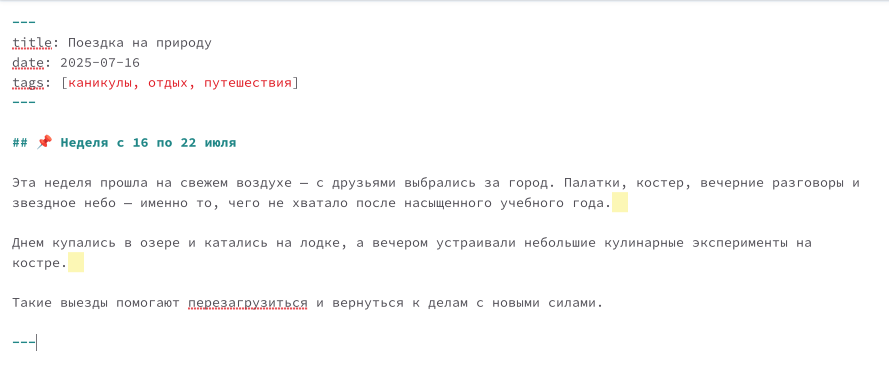 ---
title: Поездка на природу
date: 2025-07-16
tags: [каникулы, отдых, путешествия]
---
## 📌 Неделя с 16 по 22 июля
Эта неделя прошла на свежем воздухе — с друзьями выбрались за город. Палатки, костер, вечерние разговоры и
звездное небо — именно то, чего не хватало после насыщенного учебного года.
Днем купались в озере и катались на лодке, а вечером устраивали небольшие кулинарные эксперименты на
костре.
Такие выезды помогают перезагрузиться и вернуться к делам с новыми силами.
---